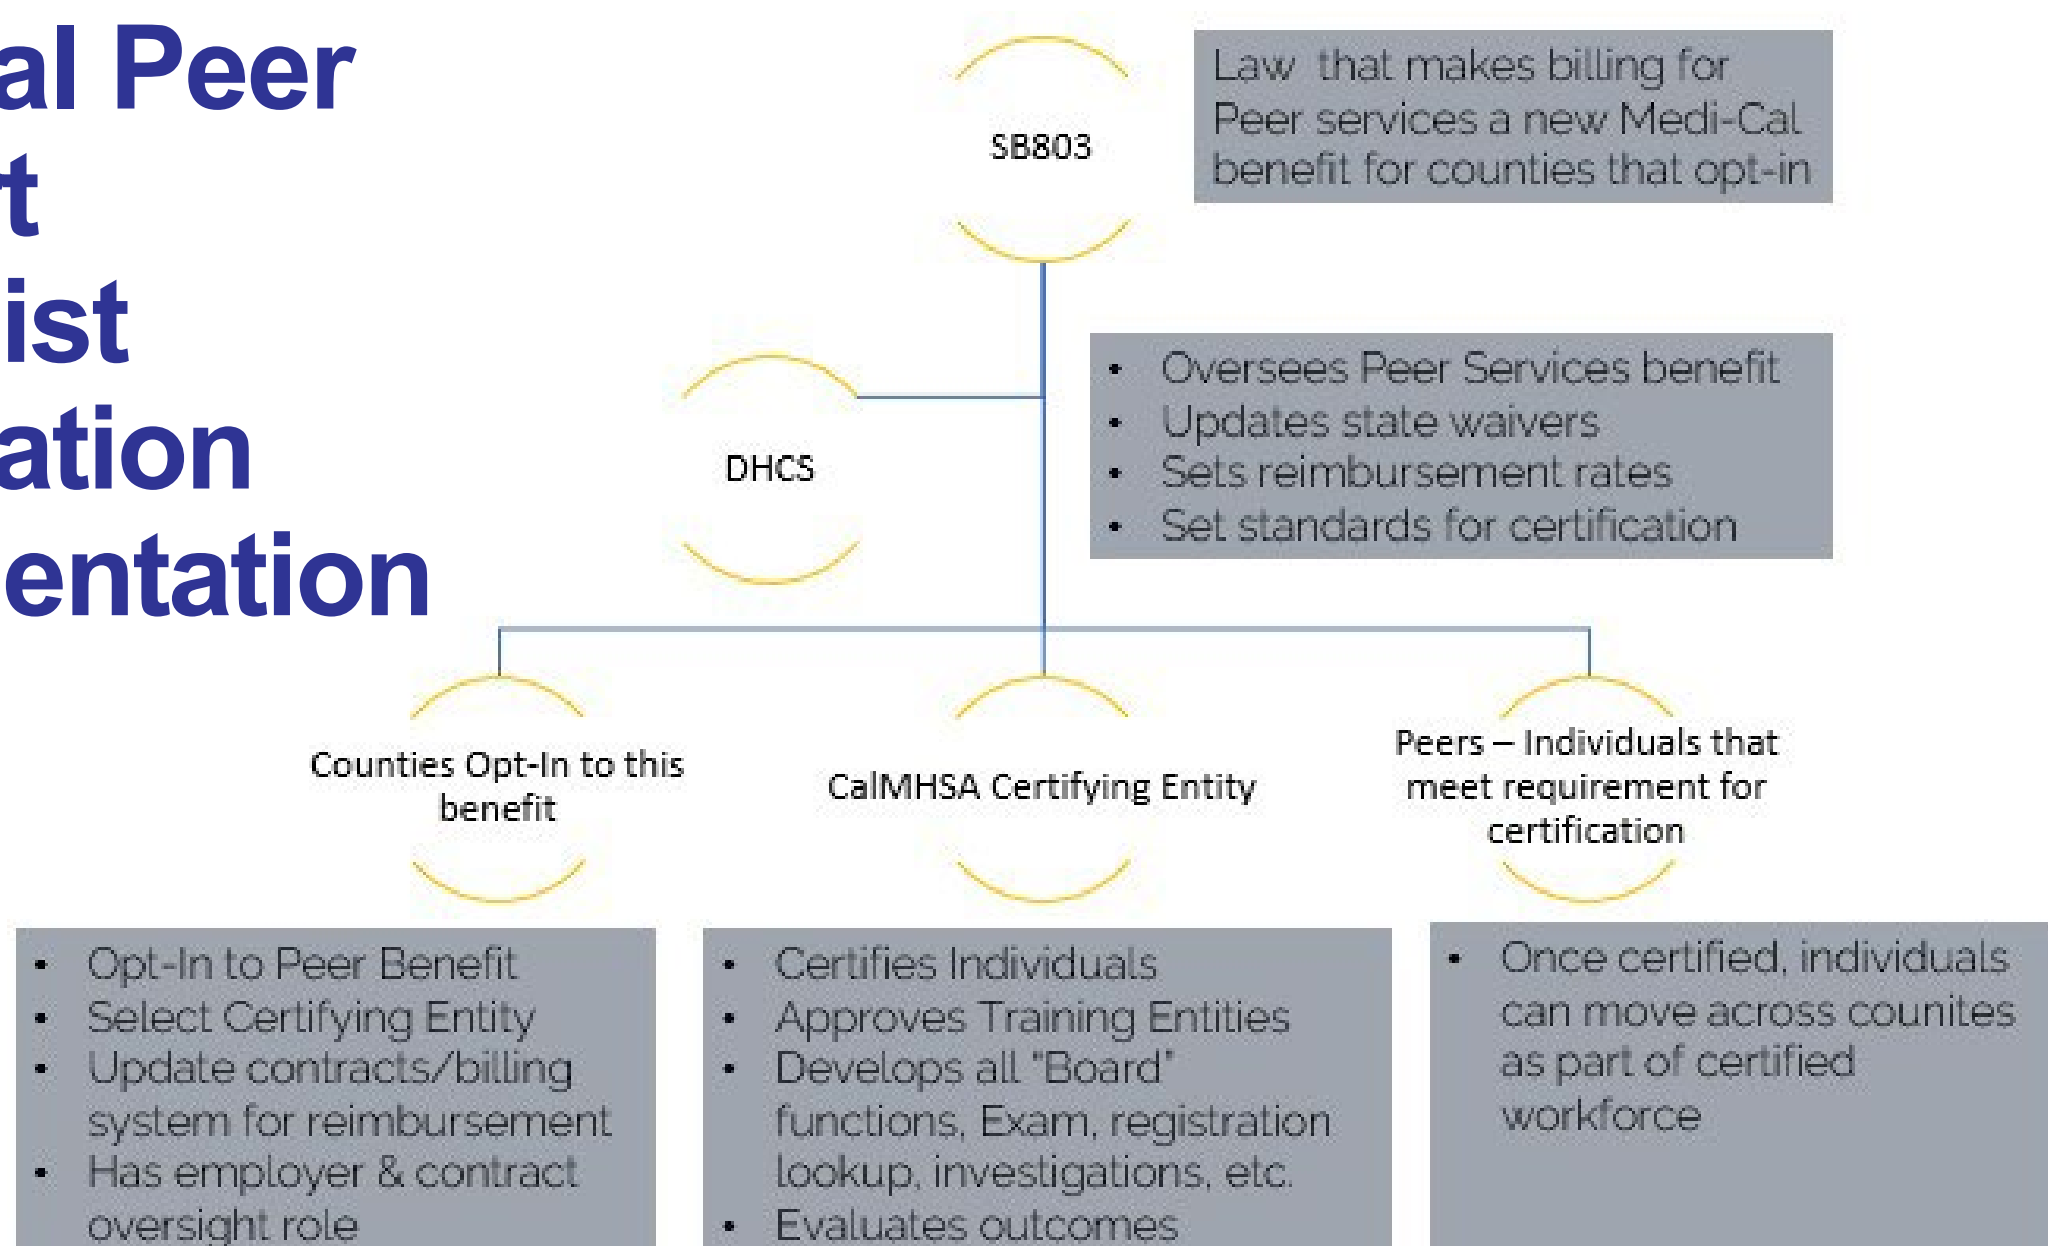 al Peer
rt
ist
ation
entation
SB803
Law that makes billing for
Peer services a new Medi-Cal
benefit for counties that opt-in
DHCS
• Oversees Peer Services benefit
• Updates state waivers
• Sets reimbursement rates
• Set standards for certification
Counties Opt-In to this
benefit
CalMHSA Certifying Entity
Peers – Individuals that
meet requirement for
certification
• Opt-In to Peer Benefit
• Select Certifying Entity
• Update contracts/billing
system for reimbursement
• Has employer & contract
oversight role
• Certifies Individuals
• Approves Training Entities
• Develops all "Board"
functions, Exam, registration
lookup, investigations, etc.
• Evaluates outcomes
• Once certified, individuals
can move across counites
as part of certified
workforce